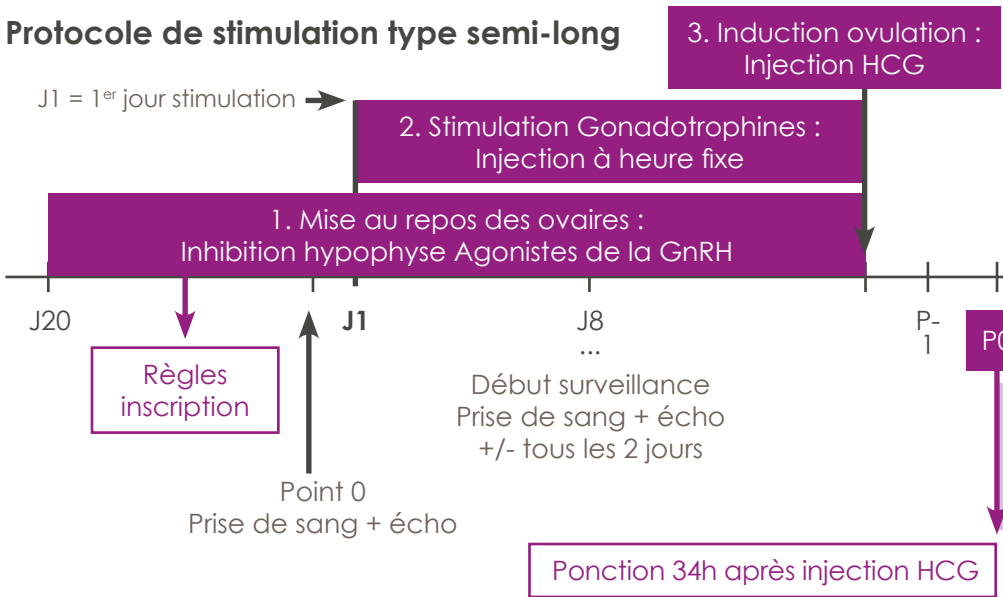 Protocole de stimulation type semi-long
3. Induction ovulation :
Injection HCG
J1 = 1er jour stimulation
2. Stimulation Gonadotrophines :
Injection à heure fixe
1. Mise au repos des ovaires :
Inhibition hypophyse Agonistes de la GnRH
J20
J1
J8
P-
1
P0
...
Règles
inscription
Début surveillance
Prise de sang + écho
+/- tous les 2 jours
Point 0
Prise de sang + écho
Ponction 34h après injection HCG